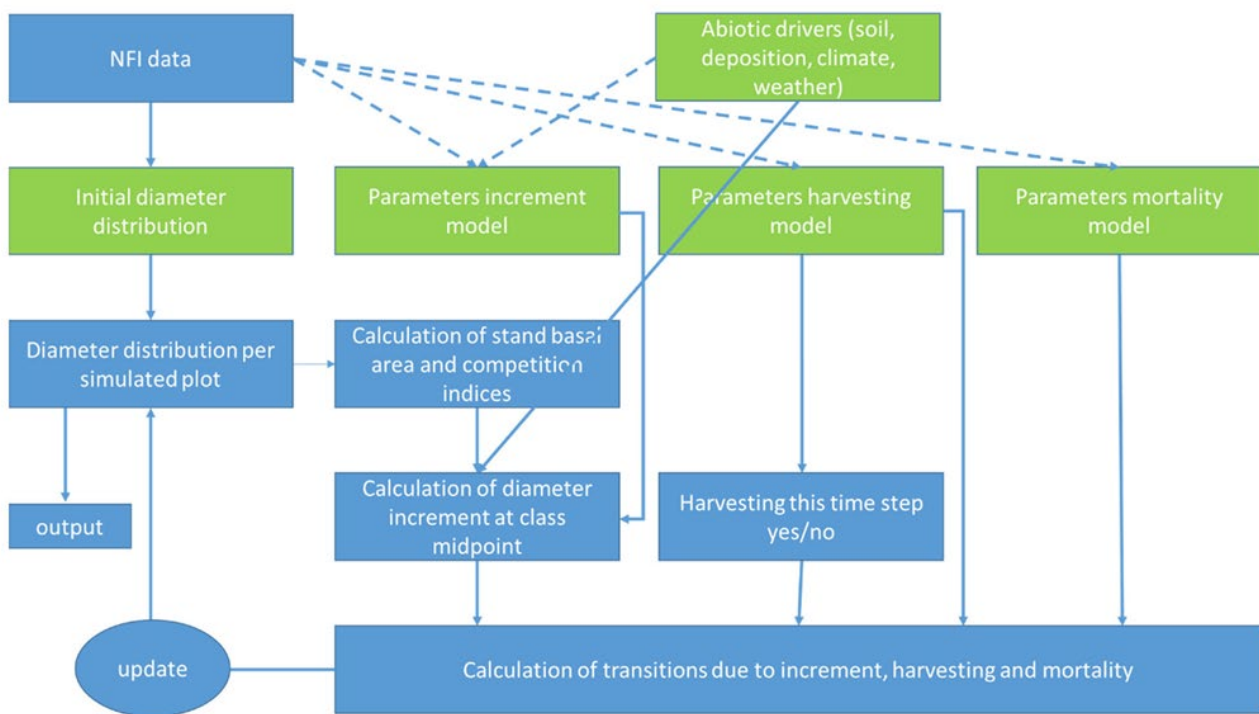 NFI data
Abiotic drivers (soil,
deposition, climate,
weather)
Initial diameter
distribution
Parameters increment
model
Parameters harvesting
model
Parameters mortality
model
Diameter distribution per
simulated plot
Calculation of stand basal
area and competition
indices
output
Calculation of diameter
increment at class
midpoint
Harvesting this time step
yes/no
update
Calculation of transitions due to increment, harvesting and mortality